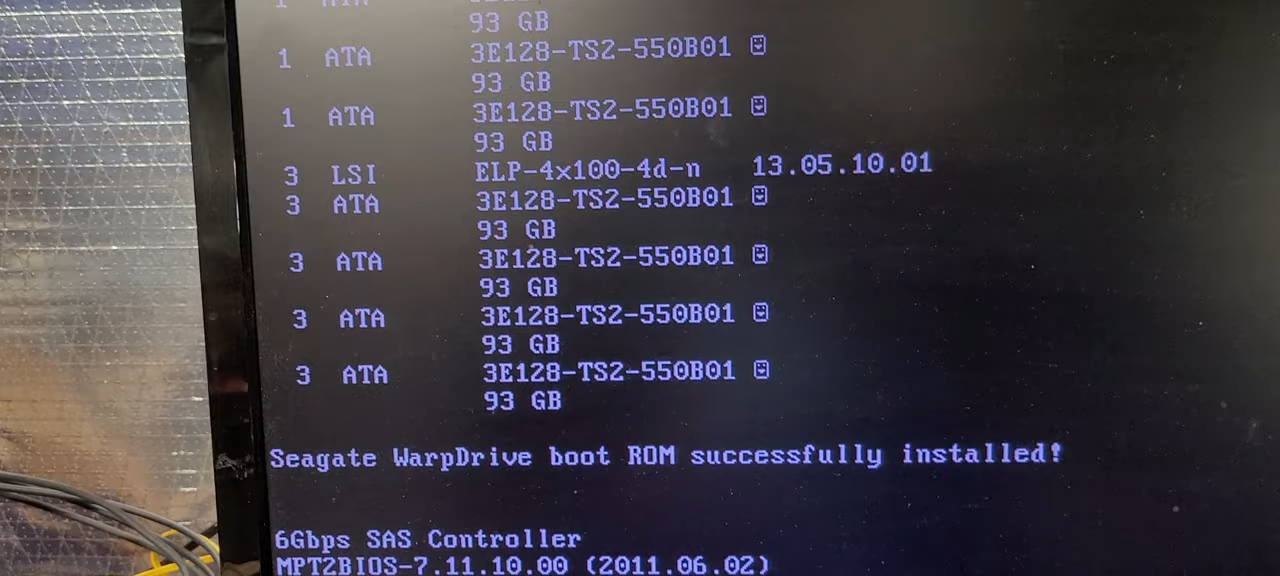 1 ATA
93 GB
1 ATA 3E128-TS2-550B01
93 GB
1 ATA 3E128-TS2-550B01
93 GB
3 LSI ELP-4x100-4d-n 13.05.10.01
3 ATA 3E128-TS2-550B01
93 GB
3 ATA 3E128-TS2-550B01
93 GB
3 ATA 3E128-TS2-550B01
93 GB
3 ATA 3E128-TS2-550B01
93 GB
Seagate WarpDrive boot ROM successfully installed!
6Gbps SAS Controller
MPT2BIOS-7.11.10.00 (2011.06.02)